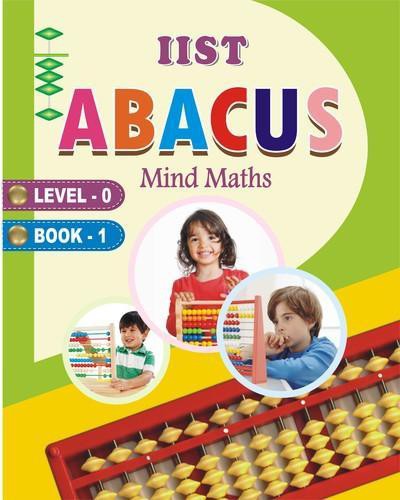 IIST
ABACUS
Mind Maths
LEVEL - 0
BOOK - 1